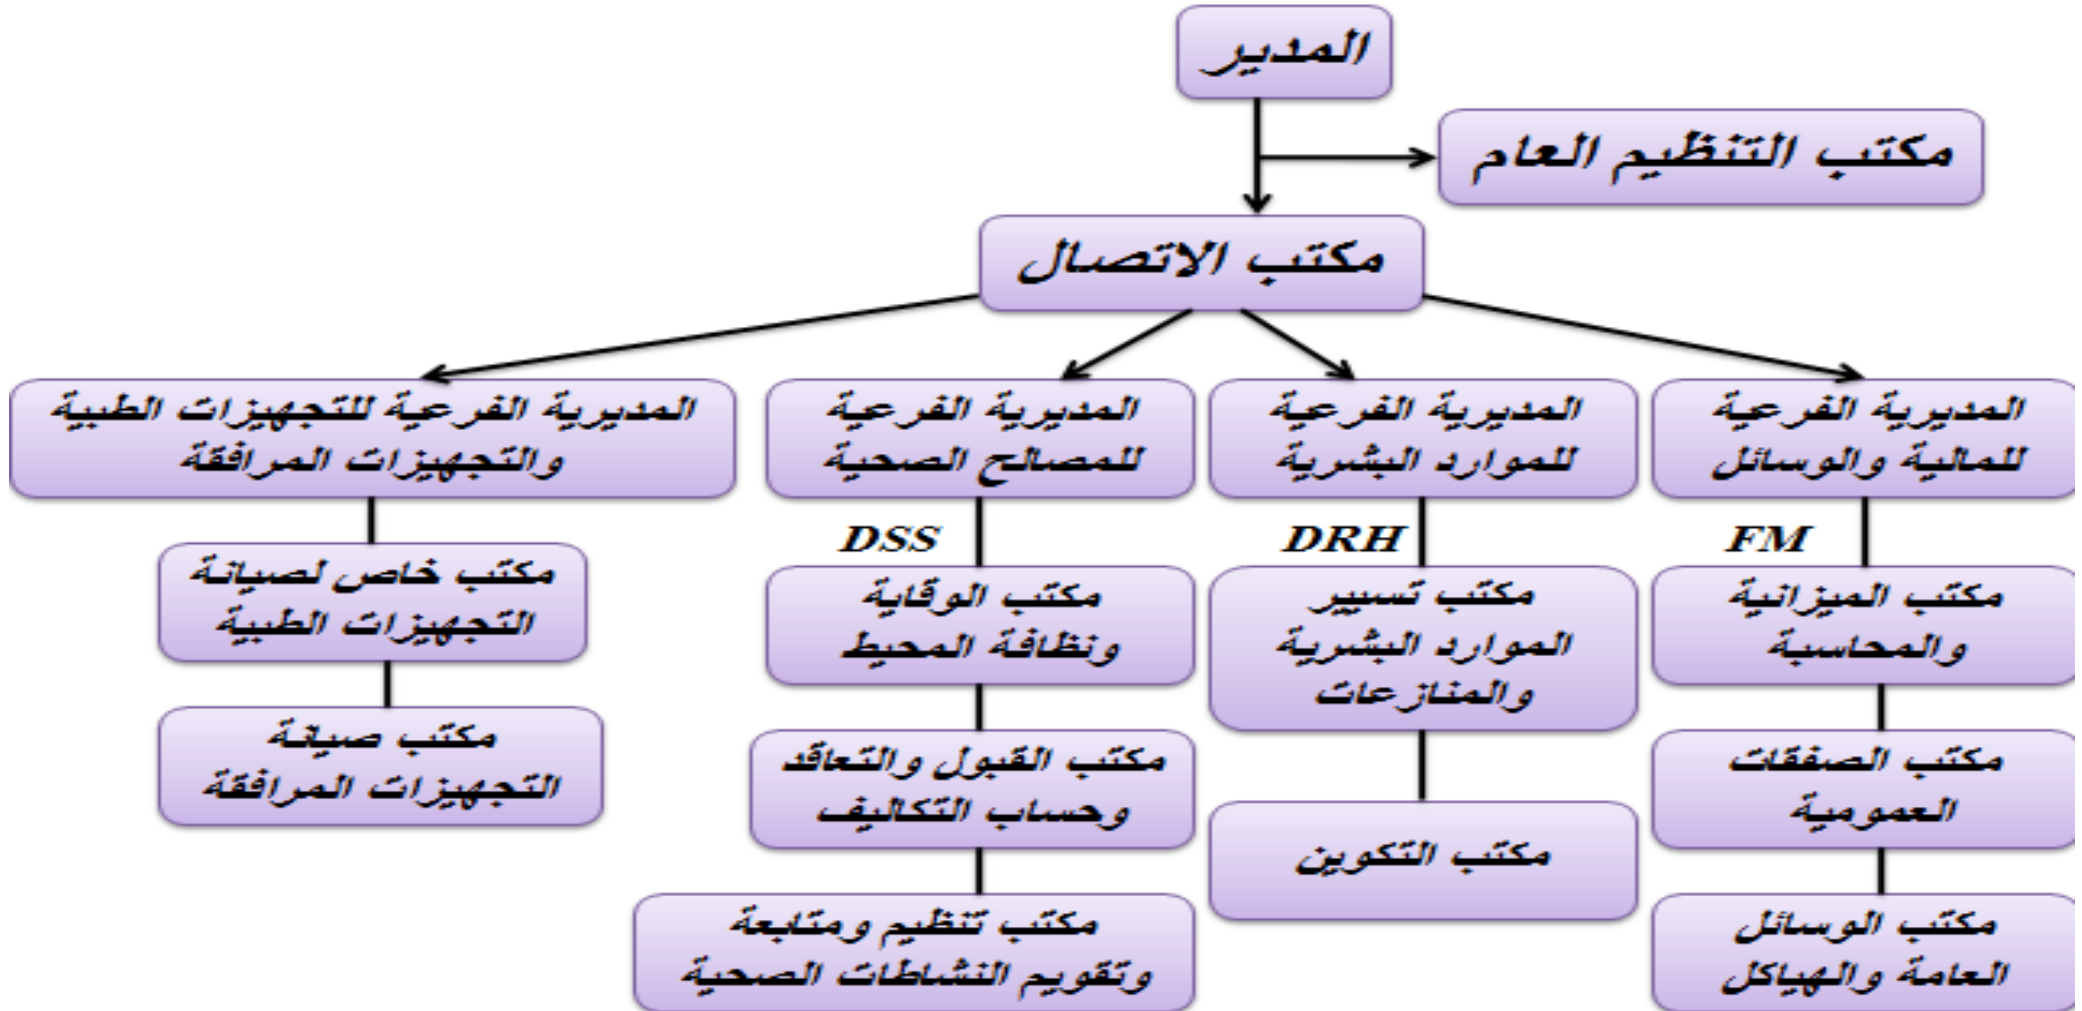 المدير
مكتب التنظيم العام
مكتب الاتصال
المديرية الفرعية
للمالية والوسائل
FM
مكتب الميزانية
والمحاسبة
مكتب الصفقات
العمومية
مكتب الوسائل
العامة والهياكل
المديرية الفرعية
للموارد البشرية
DRH
مكتب تسيير
الموارد البشرية
والمنازعات
مكتب التكوين
المديرية الفرعية
للمصالح الصحية
DSS
مكتب الوقاية
ونظافة المحيط
مكتب القبول والتعاقد
وحساب التكاليف
مكتب تنظيم ومتابعة
وتقويم النشاطات الصحية
المديرية الفرعية للتجهيزات الطبية
والتجهيزات المرافقة
مكتب خاص لصيانة
التجهيزات الطبية
مكتب صيانة
التجهيزات المرافقة